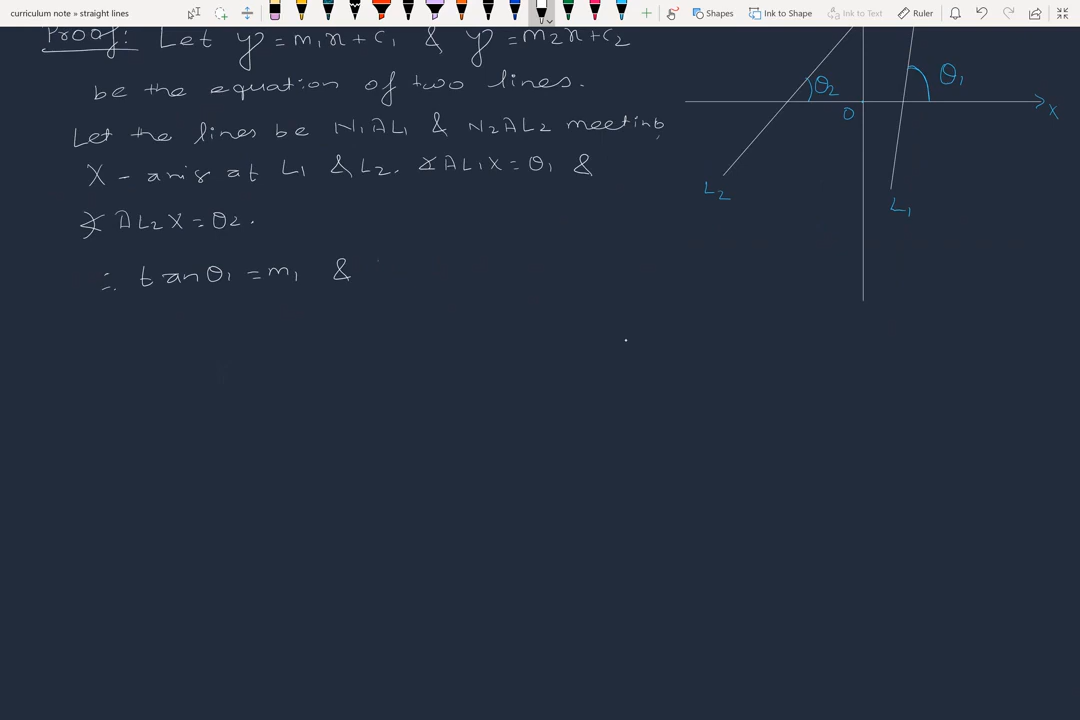 curriculum note » straight lines
Shapes Ink to Shape Ink to Text Ruler
Proof: Let y = m₁x + c₁ & y = m₂x + c₂
be the equation of two lines.
Let the lines be N₁AL₁ & N₂AL₂ meeting
X - axis at L₁ & L₂. ∡AL₁X = θ₁ &
∡AL₂X = θ₂.
∴ tanθ₁ = m₁ &
θ₂
θ₁
O
X
L₂
L₁